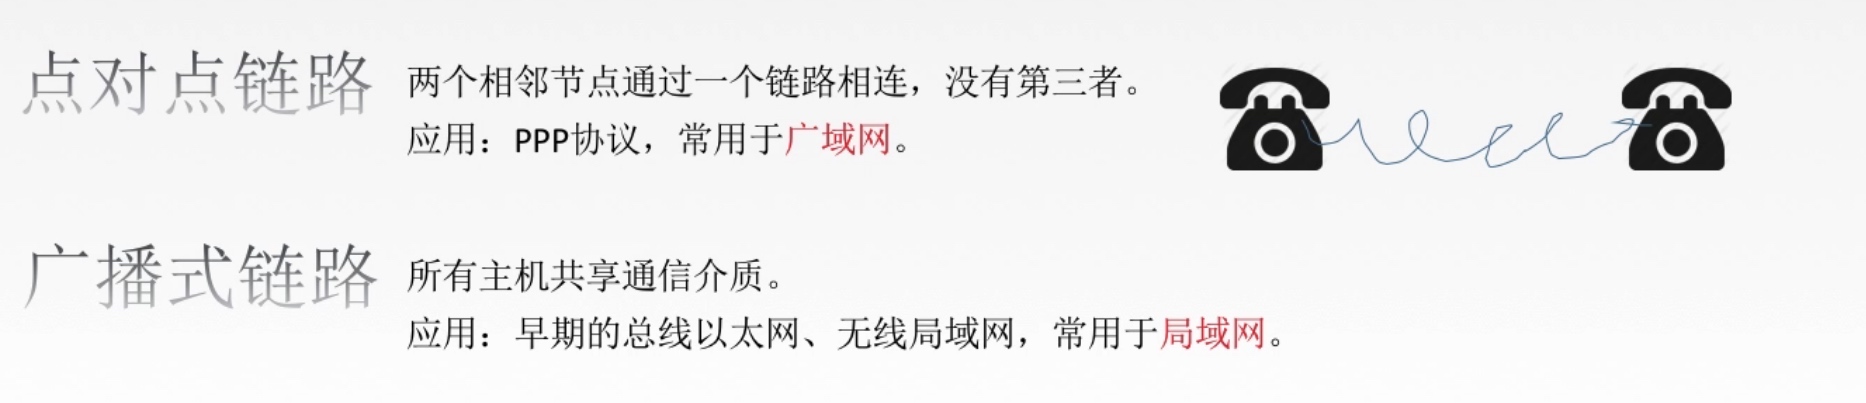 点对点链路
两个相邻节点通过一个链路相连，没有第三者。
应用：PPP协议，常用于广域网。
广播式链路
所有主机共享通信介质。
应用：早期的总线以太网、无线局域网，常用于局域网。